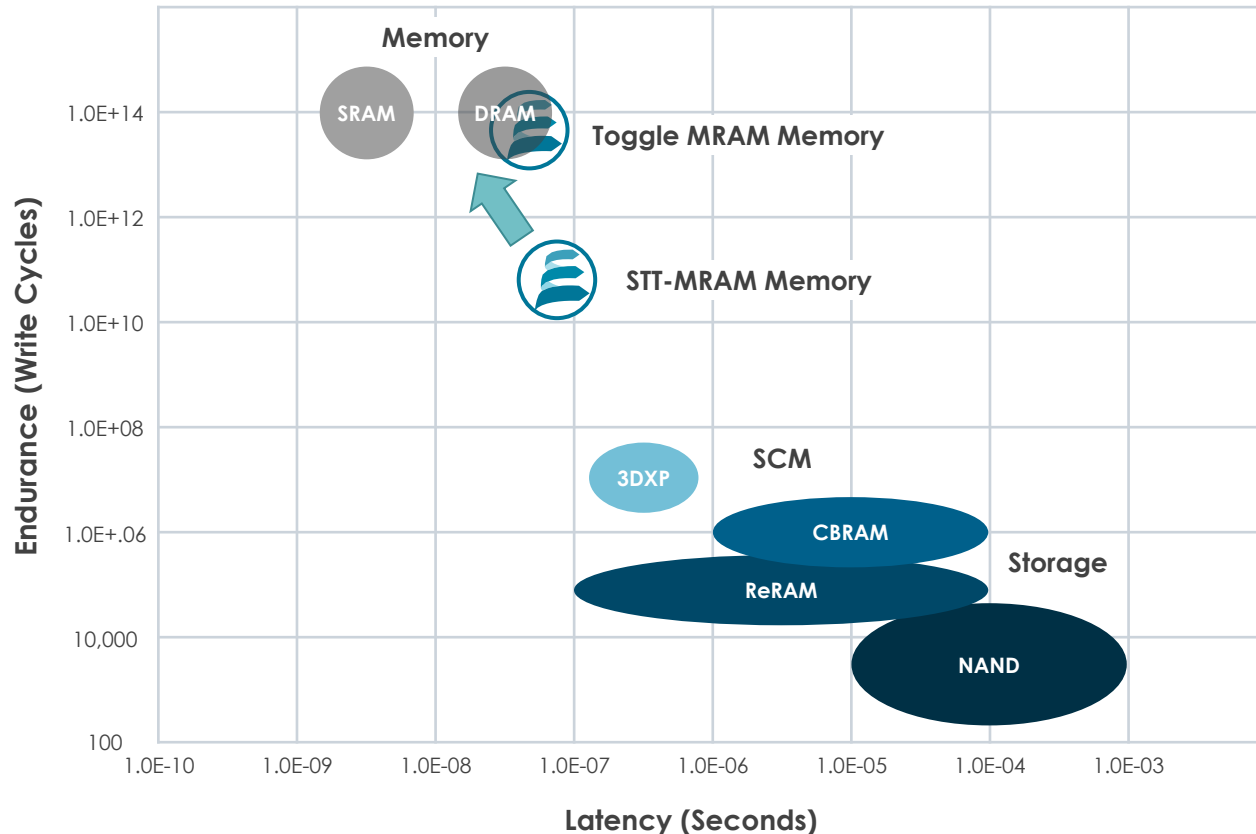 Memory
1.0E+14
SRAM
DRAM
Toggle MRAM Memory
1.0E+12
STT-MRAM Memory
1.0E+10
Endurance (Write Cycles)
1.0E+08
SCM
3DXP
1.0E+.06
CBRAM
Storage
ReRAM
10,000
NAND
100
1.0E-10
1.0E-09
1.0E-08
1.0E-07
1.0E-06
1.0E-05
1.0E-04
1.0E-03
Latency (Seconds)